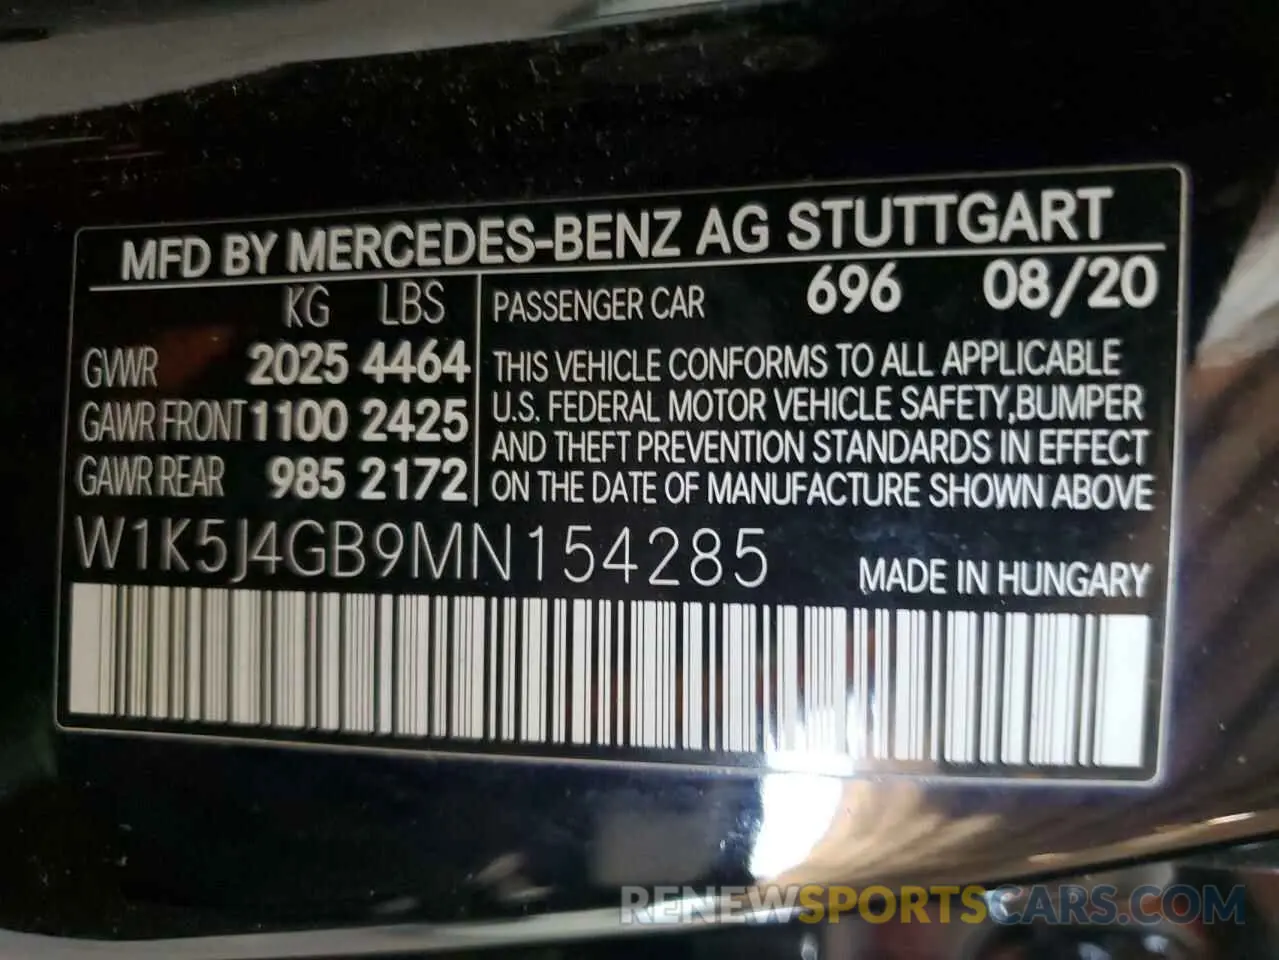 MFD BY MERCEDES-BENZ AG STUTTGART
KG LBS
GVWR 2025 4464
GAWR FRONT 1100 2425
GAWR REAR 985 2172
PASSENGER CAR 696 08/20
THIS VEHICLE CONFORMS TO ALL APPLICABLE
U.S. FEDERAL MOTOR VEHICLE SAFETY,BUMPER
AND THEFT PREVENTION STANDARDS IN EFFECT
ON THE DATE OF MANUFACTURE SHOWN ABOVE
W1K5J4GB9MN154285
MADE IN HUNGARY
RENEWSPORTSCARS.COM